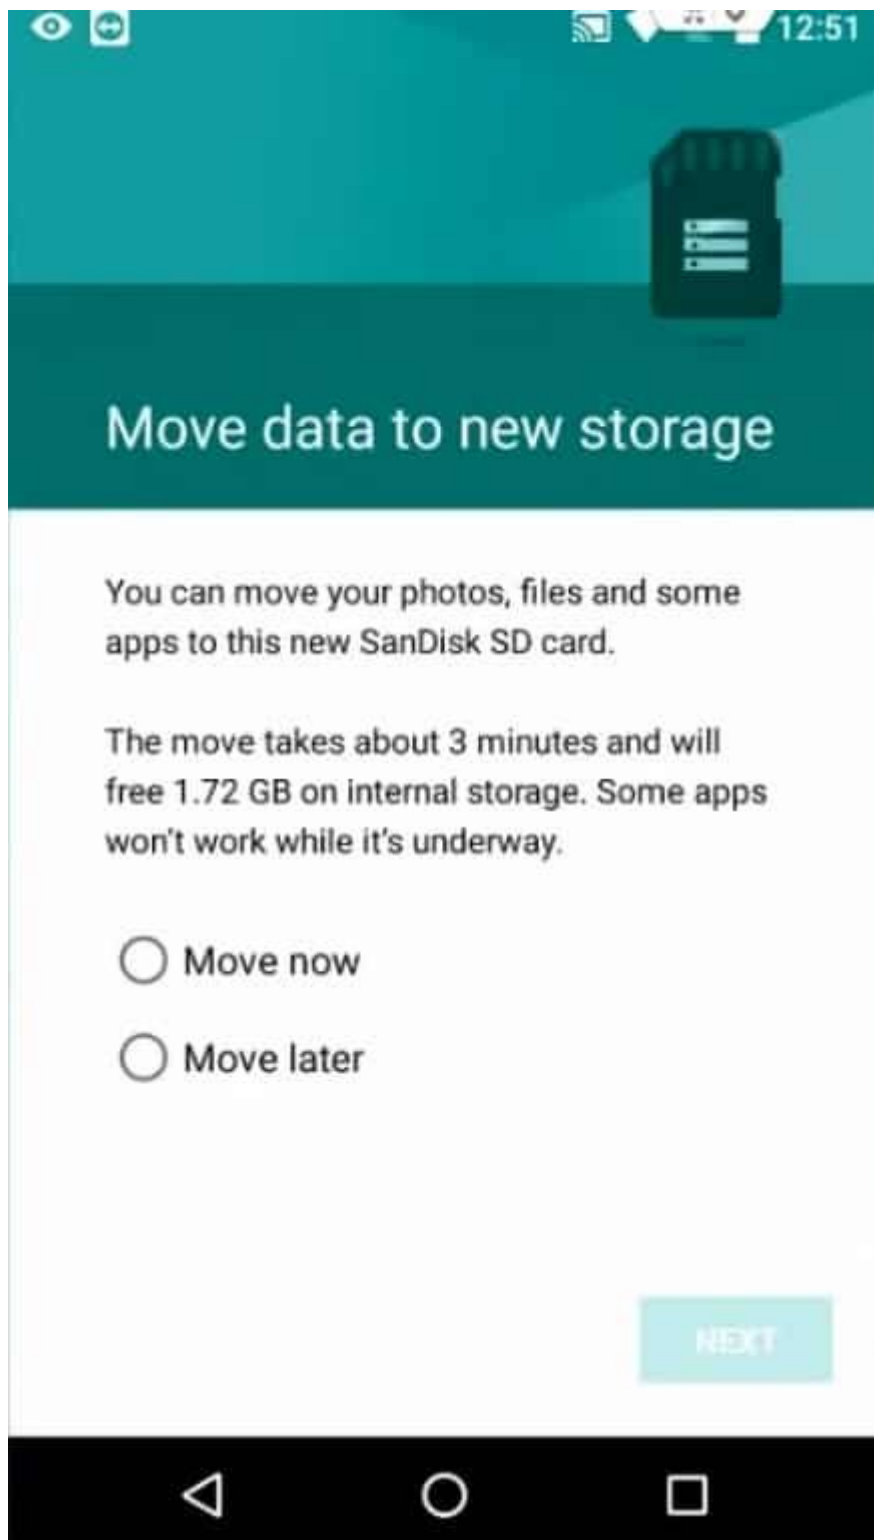 12:51
Move data to new storage
You can move your photos, files and some
apps to this new SanDisk SD card.
The move takes about 3 minutes and will
free 1.72 GB on internal storage. Some apps
won't work while it's underway.
Move now
Move later
NEXT